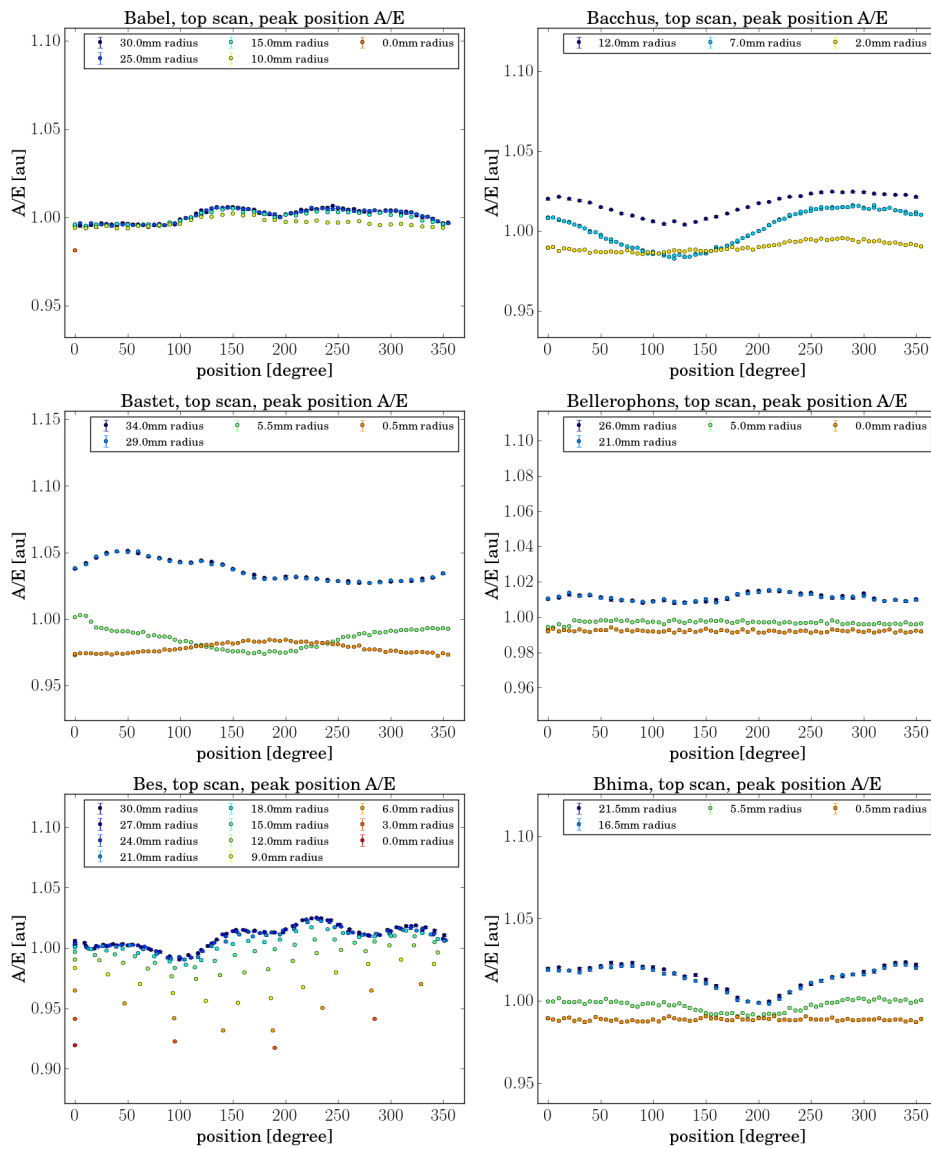 Babel, top scan, peak position A/E
30.0mm radius 15.0mm radius 0.0mm radius
25.0mm radius 10.0mm radius
A/E [au]
1.10
1.05
1.00
0.95
0 50 100 150 200 250 300 350
position [degree]
Bacchus, top scan, peak position A/E
12.0mm radius 7.0mm radius 2.0mm radius
A/E [au]
1.10
1.05
1.00
0.95
0 50 100 150 200 250 300 350
position [degree]
Bastet, top scan, peak position A/E
34.0mm radius 5.5mm radius 0.5mm radius
29.0mm radius
A/E [au]
1.15
1.10
1.05
1.00
0.95
0 50 100 150 200 250 300 350
position [degree]
Bellerophons, top scan, peak position A/E
26.0mm radius 5.0mm radius 0.0mm radius
21.0mm radius
A/E [au]
1.10
1.08
1.06
1.04
1.02
1.00
0.98
0.96
0 50 100 150 200 250 300 350
position [degree]
Bes, top scan, peak position A/E
30.0mm radius 18.0mm radius 6.0mm radius
27.0mm radius 15.0mm radius 3.0mm radius
24.0mm radius 12.0mm radius 0.0mm radius
21.0mm radius 9.0mm radius
A/E [au]
1.10
1.05
1.00
0.95
0.90
0 50 100 150 200 250 300 350
position [degree]
Bhima, top scan, peak position A/E
21.5mm radius 5.5mm radius 0.5mm radius
16.5mm radius
A/E [au]
1.10
1.05
1.00
0.95
0 50 100 150 200 250 300 350
position [degree]